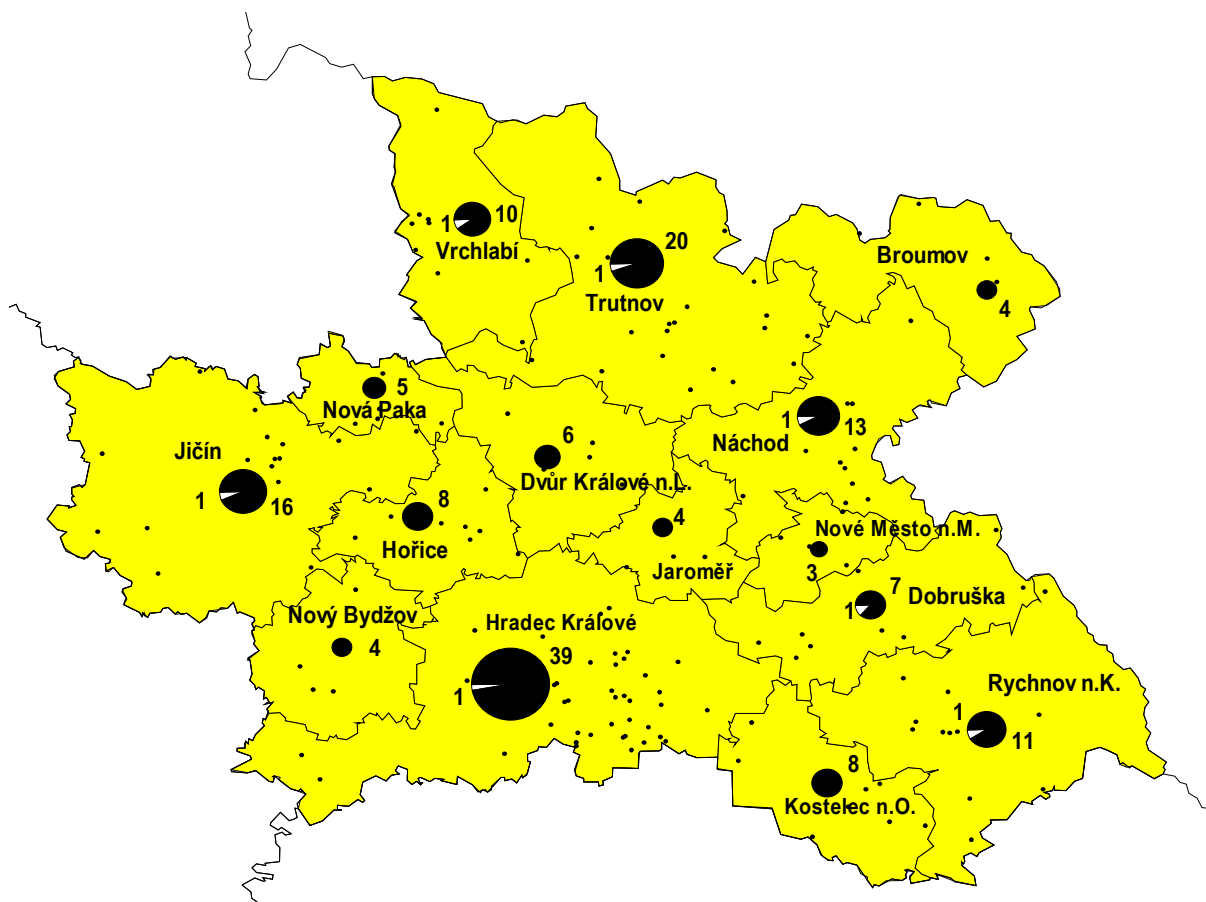 1 10
Vrchlabí
20
1
Trutnov
Broumov
4
5
Nová Paka
1 13
Náchod
Jičín
1 16
6
Dvůr Králové n.L.
8
Hořice
4
Jaroměř
Nové Město n.M.
3
7
1
Dobruška
Nový Bydžov
4
Hradec Králové
39
1
Rychnov n.K.
1
11
8
Kostelec n.O.